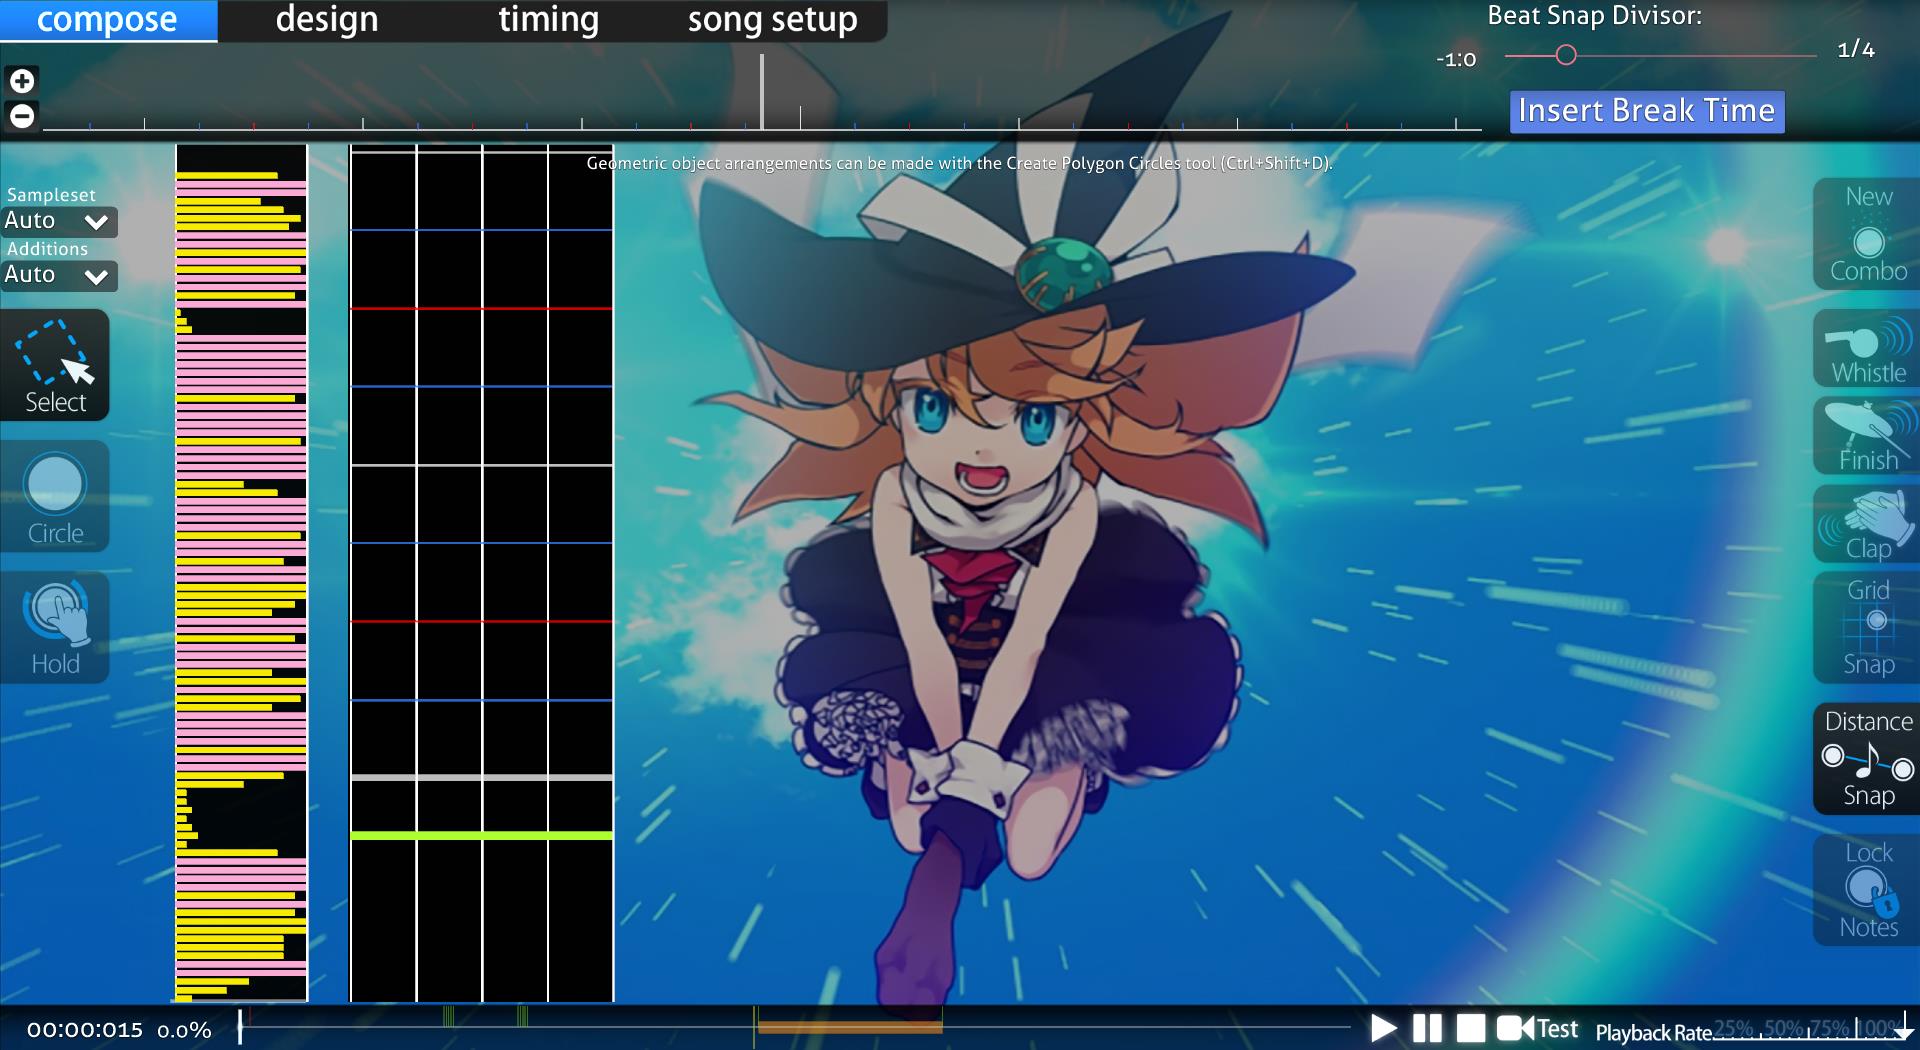 compose design timing song setup
Beat Snap Divisor:
-1:0 1/4
Insert Break Time
Geometric object arrangements can be made with the Create Polygon Circles tool (Ctrl+Shift+D).
Sampleset
Auto
Additions
Auto
Select
Circle
Hold
New
Combo
Whistle
Finish
Clap
Grid
Snap
Distance
Snap
Lock
Notes
00:00:015 0.0%
Test
Playback Rate 25% 50% 75% 100%